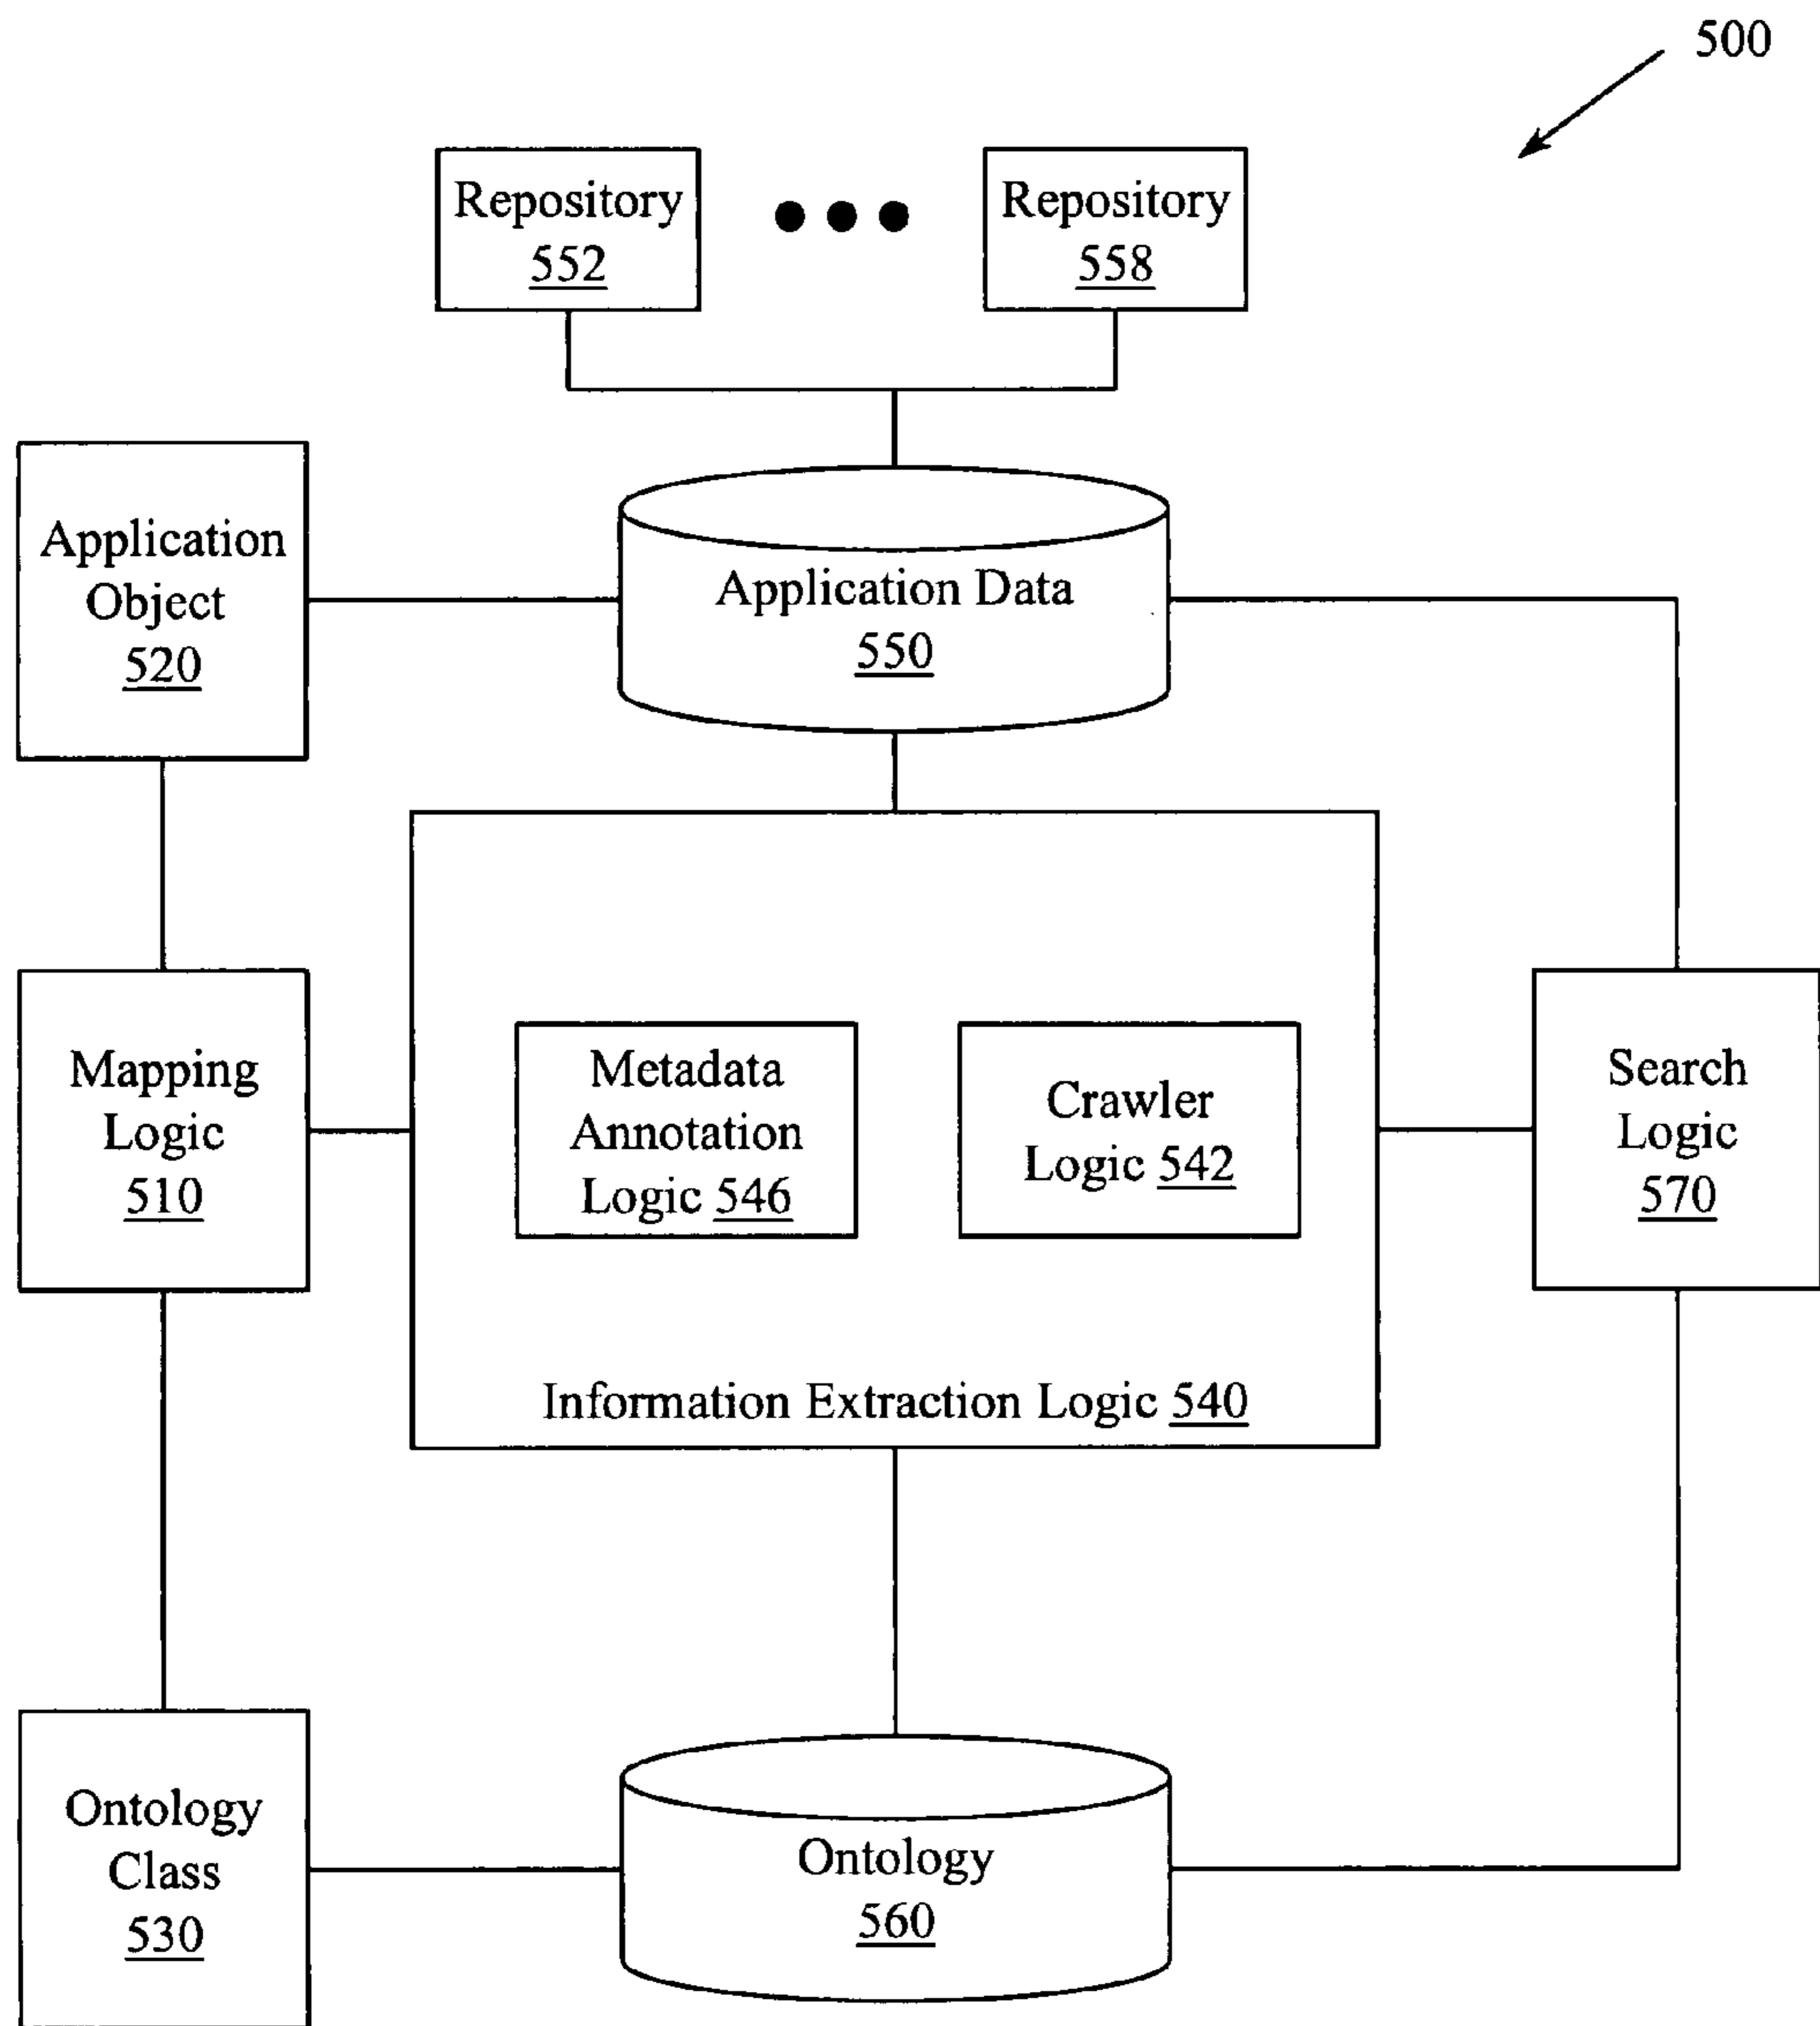 500
Repository
552
Repository
558
Application
Object
520
Application Data
550
Mapping
Logic
510
Metadata
Annotation
Logic 546
Crawler
Logic 542
Search
Logic
570
Information Extraction Logic 540
Ontology
Class
530
Ontology
560